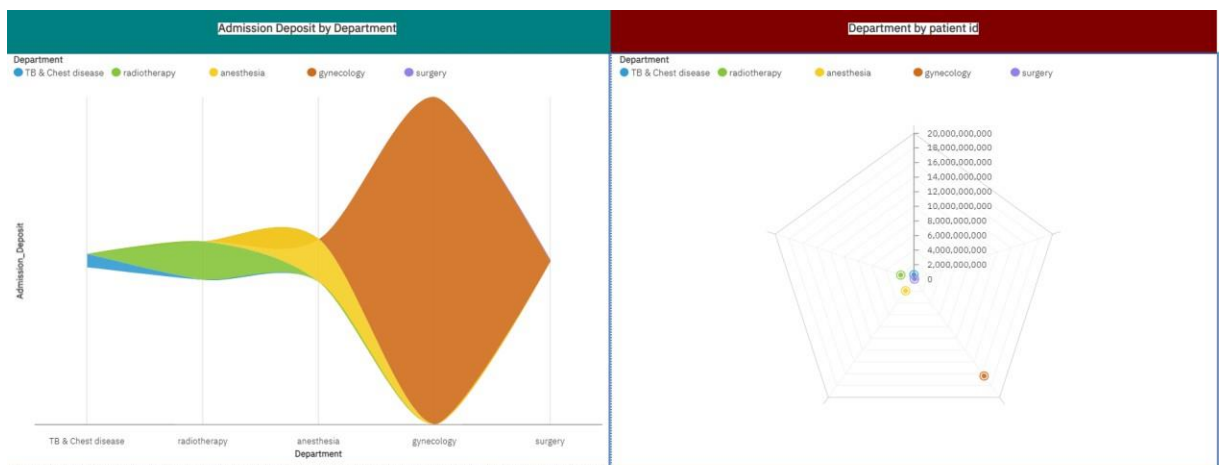 Admission Deposit by Department
Department
TB & Chest disease radiotherapy anesthesia gynecology surgery
Admission_Deposit
TB & Chest disease radiotherapy anesthesia gynecology surgery
Department
Department by patient id
Department
TB & Chest disease radiotherapy anesthesia gynecology surgery
20,000,000,000
18,000,000,000
16,000,000,000
14,000,000,000
12,000,000,000
10,000,000,000
8,000,000,000
6,000,000,000
4,000,000,000
2,000,000,000
0